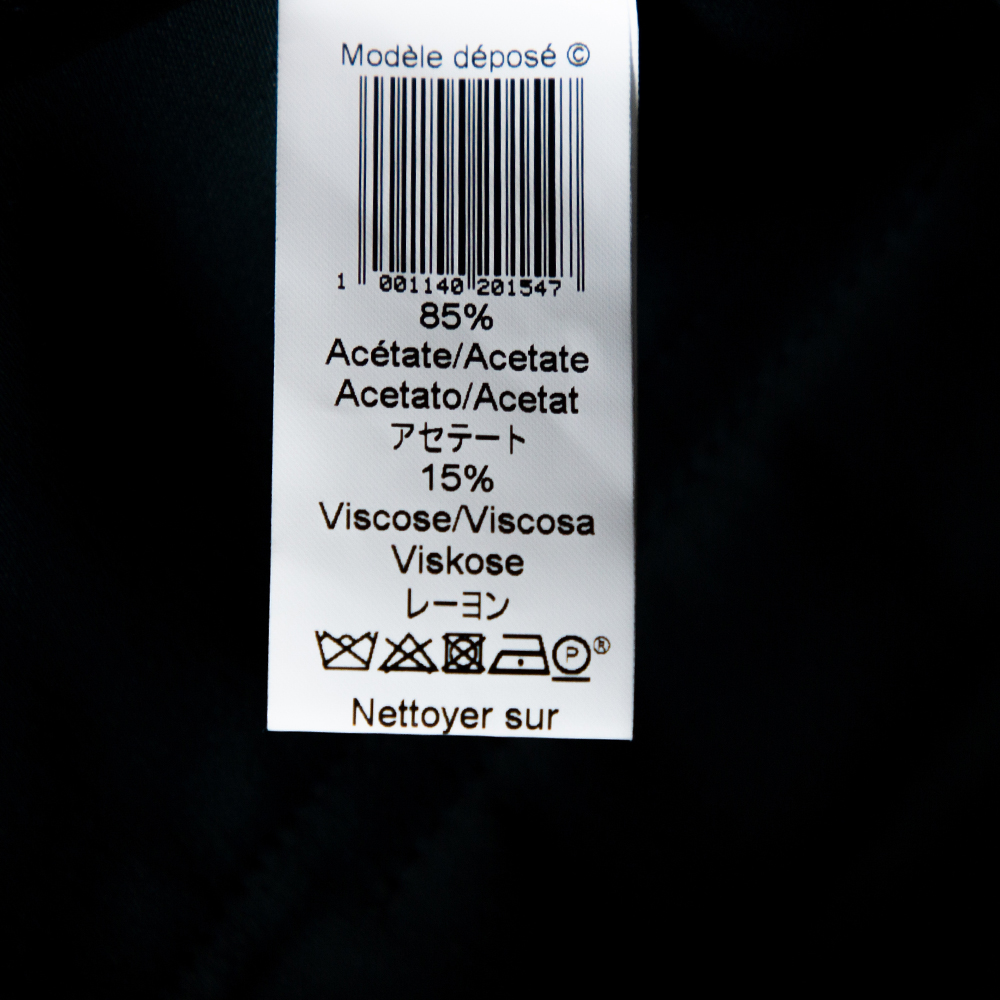 Modèle déposé ©
1 001140 201547
85%
Acétate/Acetate
Acetato/Acetat
アセテート
15%
Viscose/Viscosa
Viskose
レーヨン
P ®
Nettoyer sur